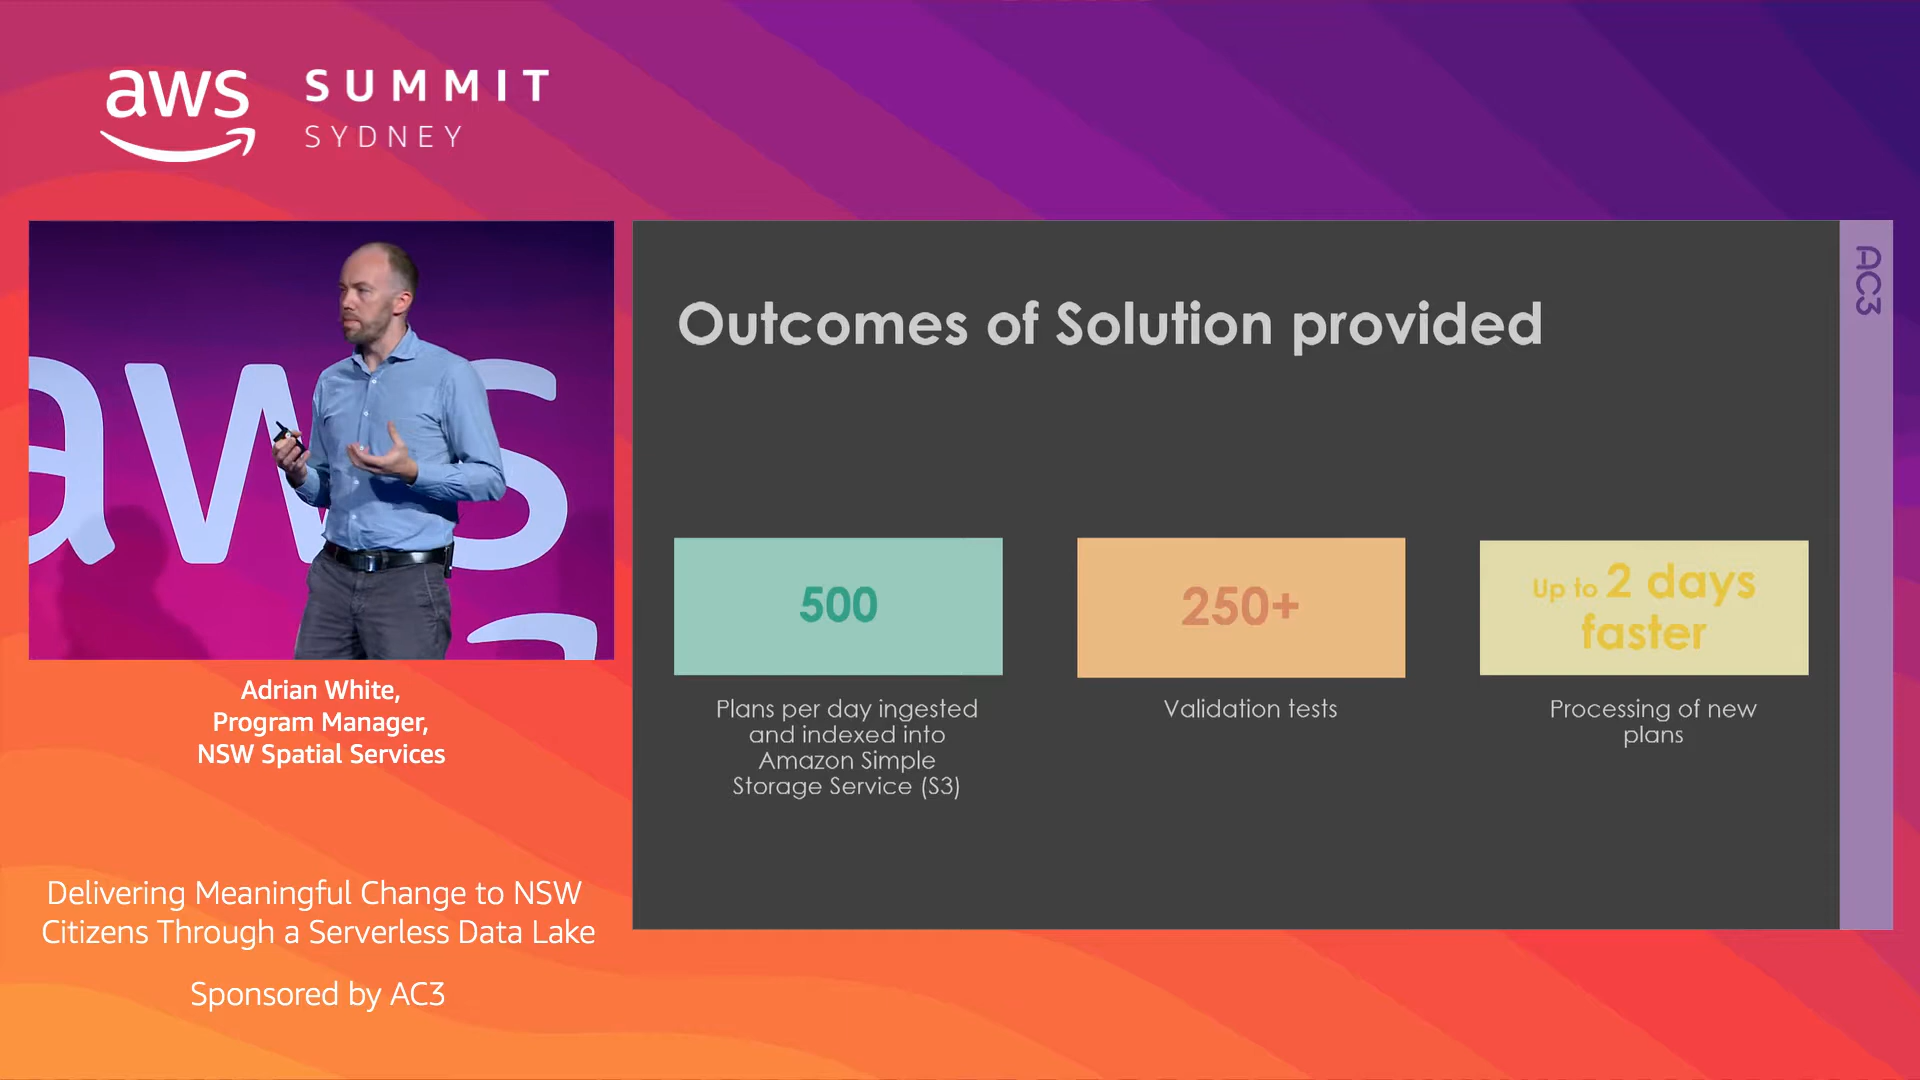 aws
SUMMIT
SYDNEY
aws
Adrian White,
Program Manager,
NSW Spatial Services
Delivering Meaningful Change to NSW
Citizens Through a Serverless Data Lake
Sponsored by AC3
AC3
Outcomes of Solution provided
500
Plans per day ingested
and indexed into
Amazon Simple
Storage Service (S3)
250+
Validation tests
Up to 2 days
faster
Processing of new
plans